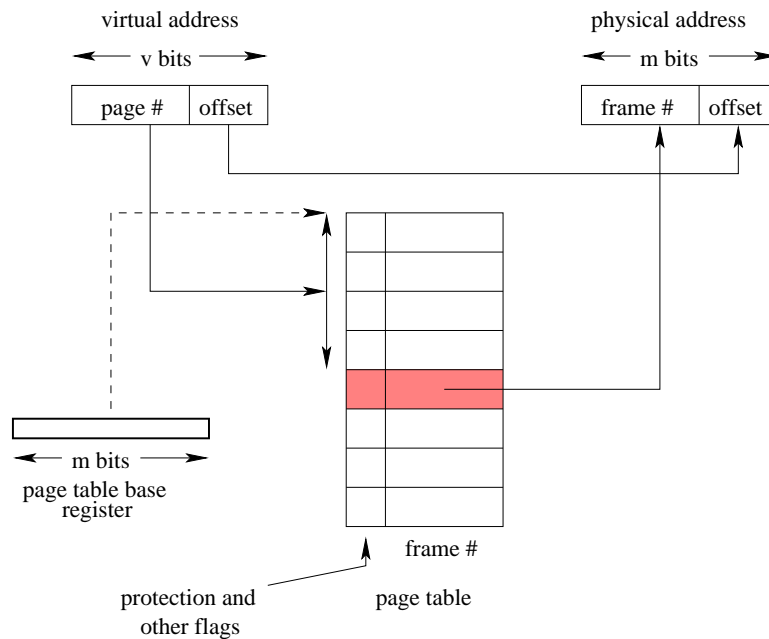 virtual address
physical address
v bits
m bits
page #
offset
frame #
offset
m bits
page table base
register
frame #
protection and
other flags
page table